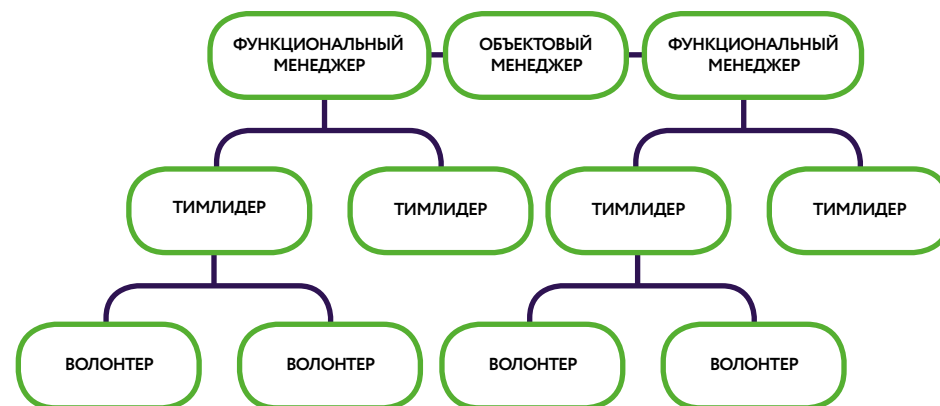 ФУНКЦИОНАЛЬНЫЙ
МЕНЕДЖЕР
ОБЪЕКТОВЫЙ
МЕНЕДЖЕР
ФУНКЦИОНАЛЬНЫЙ
МЕНЕДЖЕР
ТИМЛИДЕР
ТИМЛИДЕР
ТИМЛИДЕР
ТИМЛИДЕР
ВОЛОНТЕР
ВОЛОНТЕР
ВОЛОНТЕР
ВОЛОНТЕР